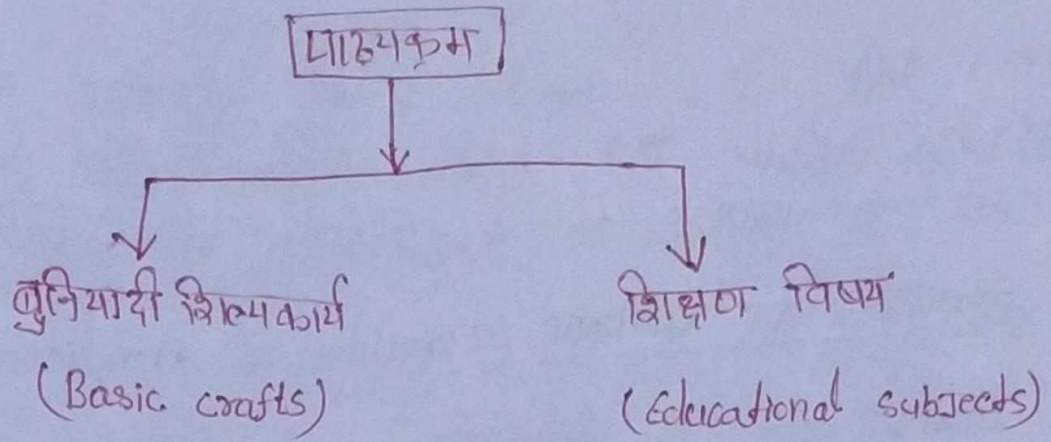 पाठ्यक्रम
बुनियादी शिल्पकार्य शिक्षण विषय
(Basic crafts) (Educational subjects)